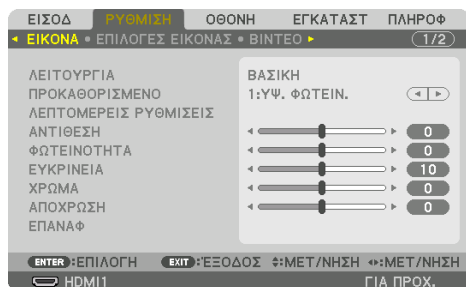 ΕΙΣΟΔ ΡΥΘΜΙΣΗ ΟΘΟΝΗ ΕΓΚΑΤΑΣΤ ΠΛΗΡΟΦ
◂ ΕΙΚΟΝΑ • ΕΠΙΛΟΓΕΣ ΕΙΚΟΝΑΣ • ΒΙΝΤΕΟ ▸ (1/2)
ΛΕΙΤΟΥΡΓΙΑ ΒΑΣΙΚΗ
ΠΡΟΚΑΘΟΡΙΣΜΕΝΟ 1:ΥΨ. ΦΩΤΕΙΝ.
ΛΕΠΤΟΜΕΡΕΙΣ ΡΥΘΜΙΣΕΙΣ
ΑΝΤΙΘΕΣΗ 0
ΦΩΤΕΙΝΟΤΗΤΑ 0
ΕΥΚΡΙΝΕΙΑ 10
ΧΡΩΜΑ 0
ΑΠΟΧΡΩΣΗ 0
ΕΠΑΝΑΦ
ENTER :ΕΠΙΛΟΓΗ EXIT :ΈΞΟΔΟΣ :ΜΕΤ/ΝΗΣΗ :ΜΕΤ/ΝΗΣΗ
HDMI1 ΓΙΑ ΠΡΟΧ.